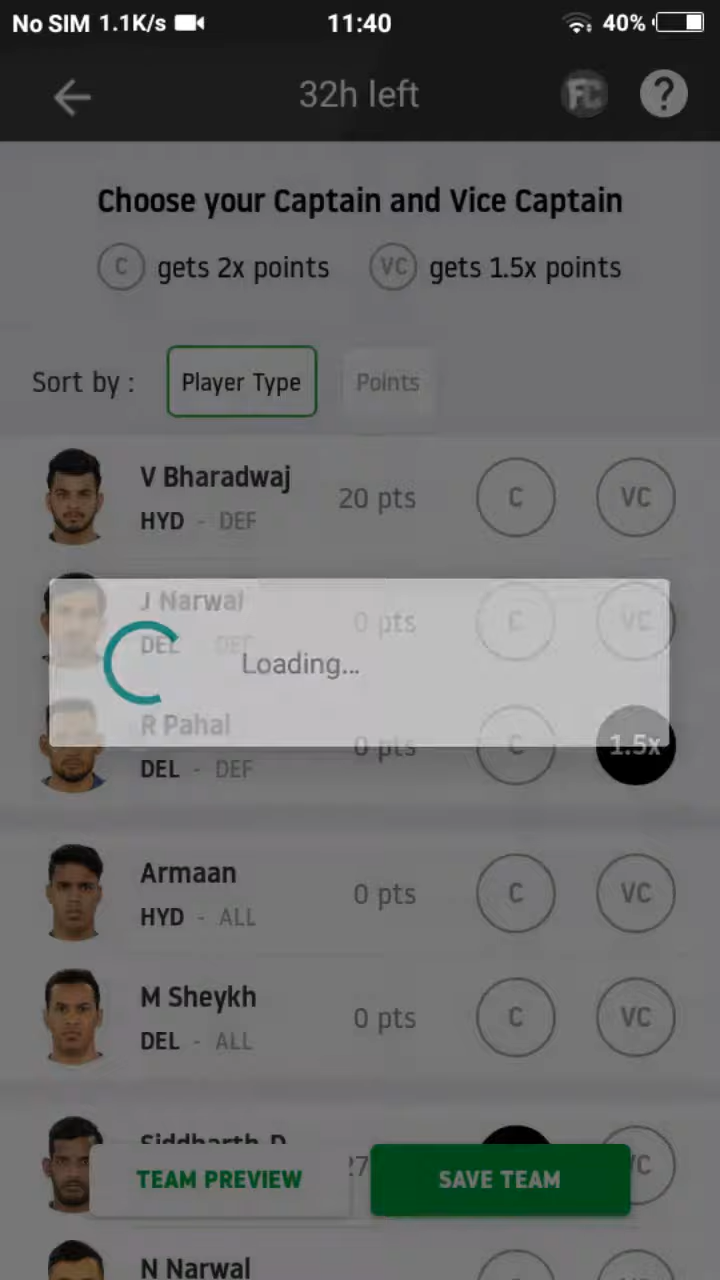 No SIM 1.1K/s 11:40 40%
32h left FC ?
Choose your Captain and Vice Captain
C gets 2x points VC gets 1.5x points
Sort by : Player Type Points
V Bharadwaj
20 pts C VC
HYD - DEF
J Narwal
0 pts C VC
DEL - DEF
Loading...
R Pahal
0 pts C 1.5x
DEL - DEF
Armaan
0 pts C VC
HYD - ALL
M Sheykh
0 pts C VC
DEL - ALL
Siddharth D
VC
TEAM PREVIEW SAVE TEAM
N Narwal